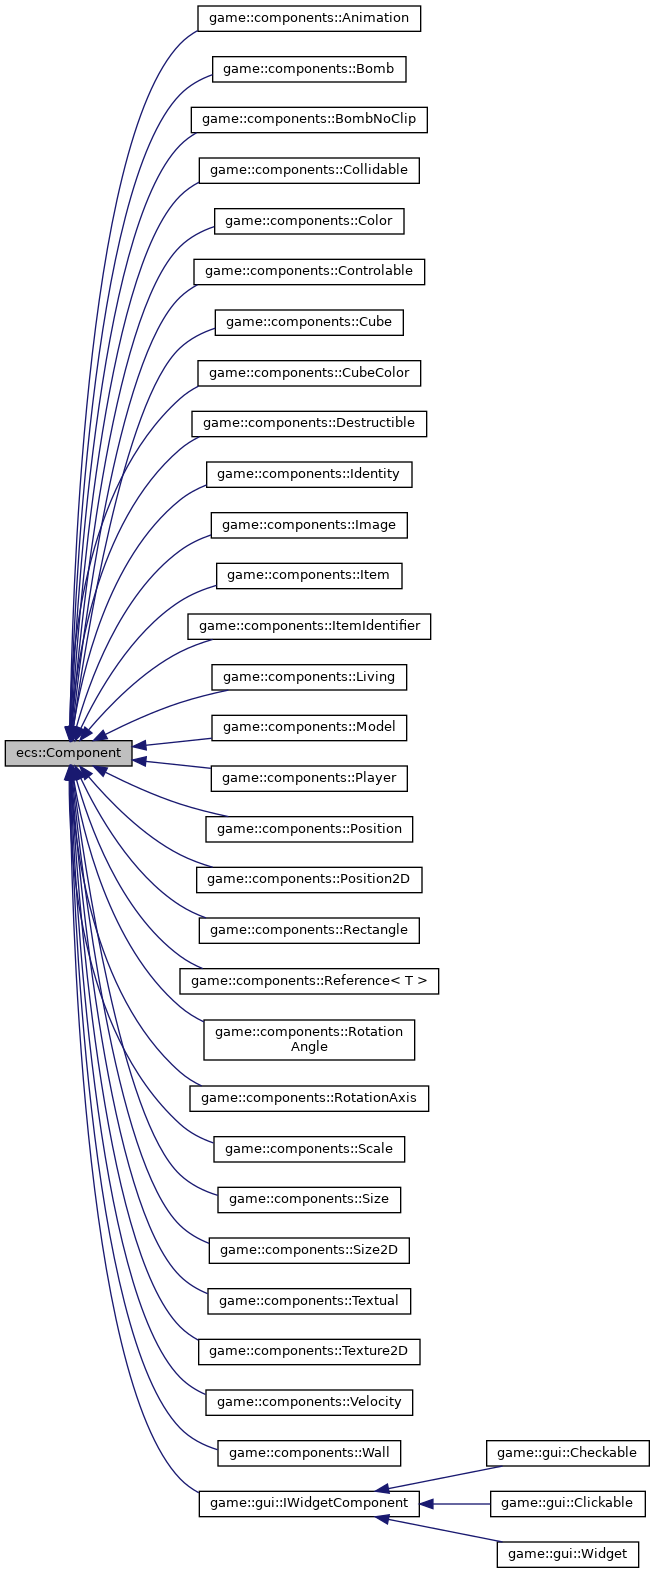 game::components::Animation
game::components::Bomb
game::components::BombNoClip
game::components::Collidable
game::components::Color
game::components::Controlable
game::components::Cube
game::components::CubeColor
game::components::Destructible
game::components::Identity
game::components::Image
game::components::Item
game::components::ItemIdentifier
game::components::Living
game::components::Model
ecs::Component
game::components::Player
game::components::Position
game::components::Position2D
game::components::Rectangle
game::components::Reference< T >
game::components::Rotation
Angle
game::components::RotationAxis
game::components::Scale
game::components::Size
game::components::Size2D
game::components::Textual
game::components::Texture2D
game::components::Velocity
game::components::Wall
game::gui::IWidgetComponent
game::gui::Checkable
game::gui::Clickable
game::gui::Widget